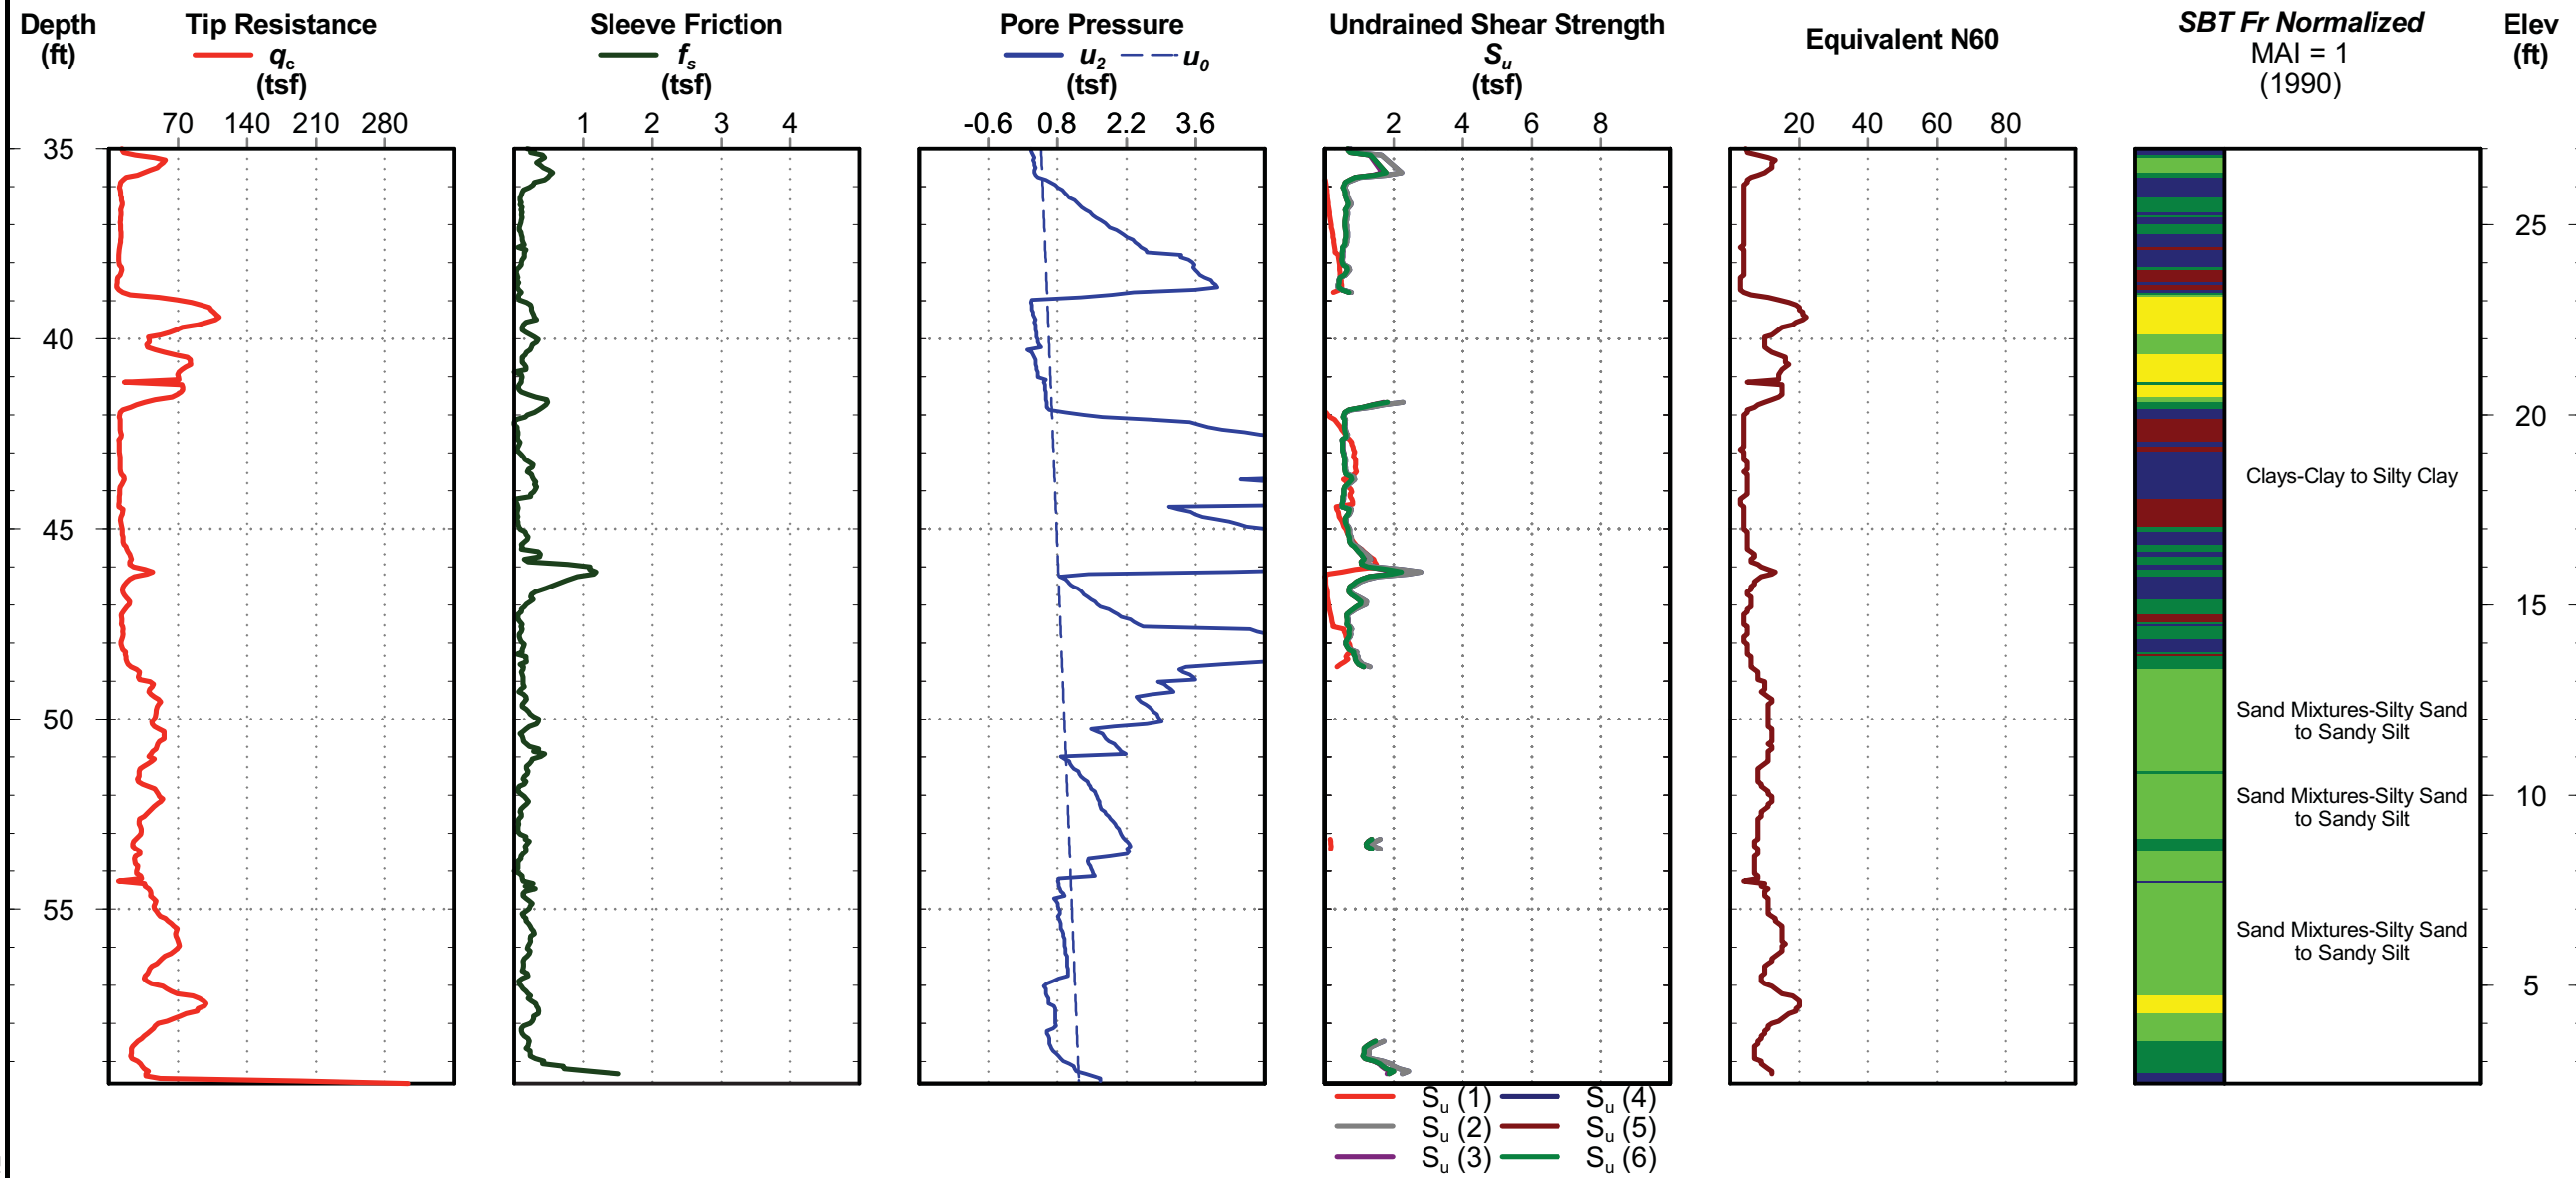 Depth
(ft)
Tip Resistance
qc
(tsf)
Sleeve Friction
fs
(tsf)
Pore Pressure
u2 u0
(tsf)
Undrained Shear Strength
Su
(tsf)
Equivalent N60
SBT Fr Normalized
MAI = 1
(1990)
Elev
(ft)
70 140 210 280
1 2 3 4
-0.6 0.8 2.2 3.6
2 4 6 8
20 40 60 80
35
40
45
50
55
25
20
15
10
5
Clays-Clay to Silty Clay
Sand Mixtures-Silty Sand
to Sandy Silt
Sand Mixtures-Silty Sand
to Sandy Silt
Sand Mixtures-Silty Sand
to Sandy Silt
Su (1) Su (4)
Su (2) Su (5)
Su (3) Su (6)